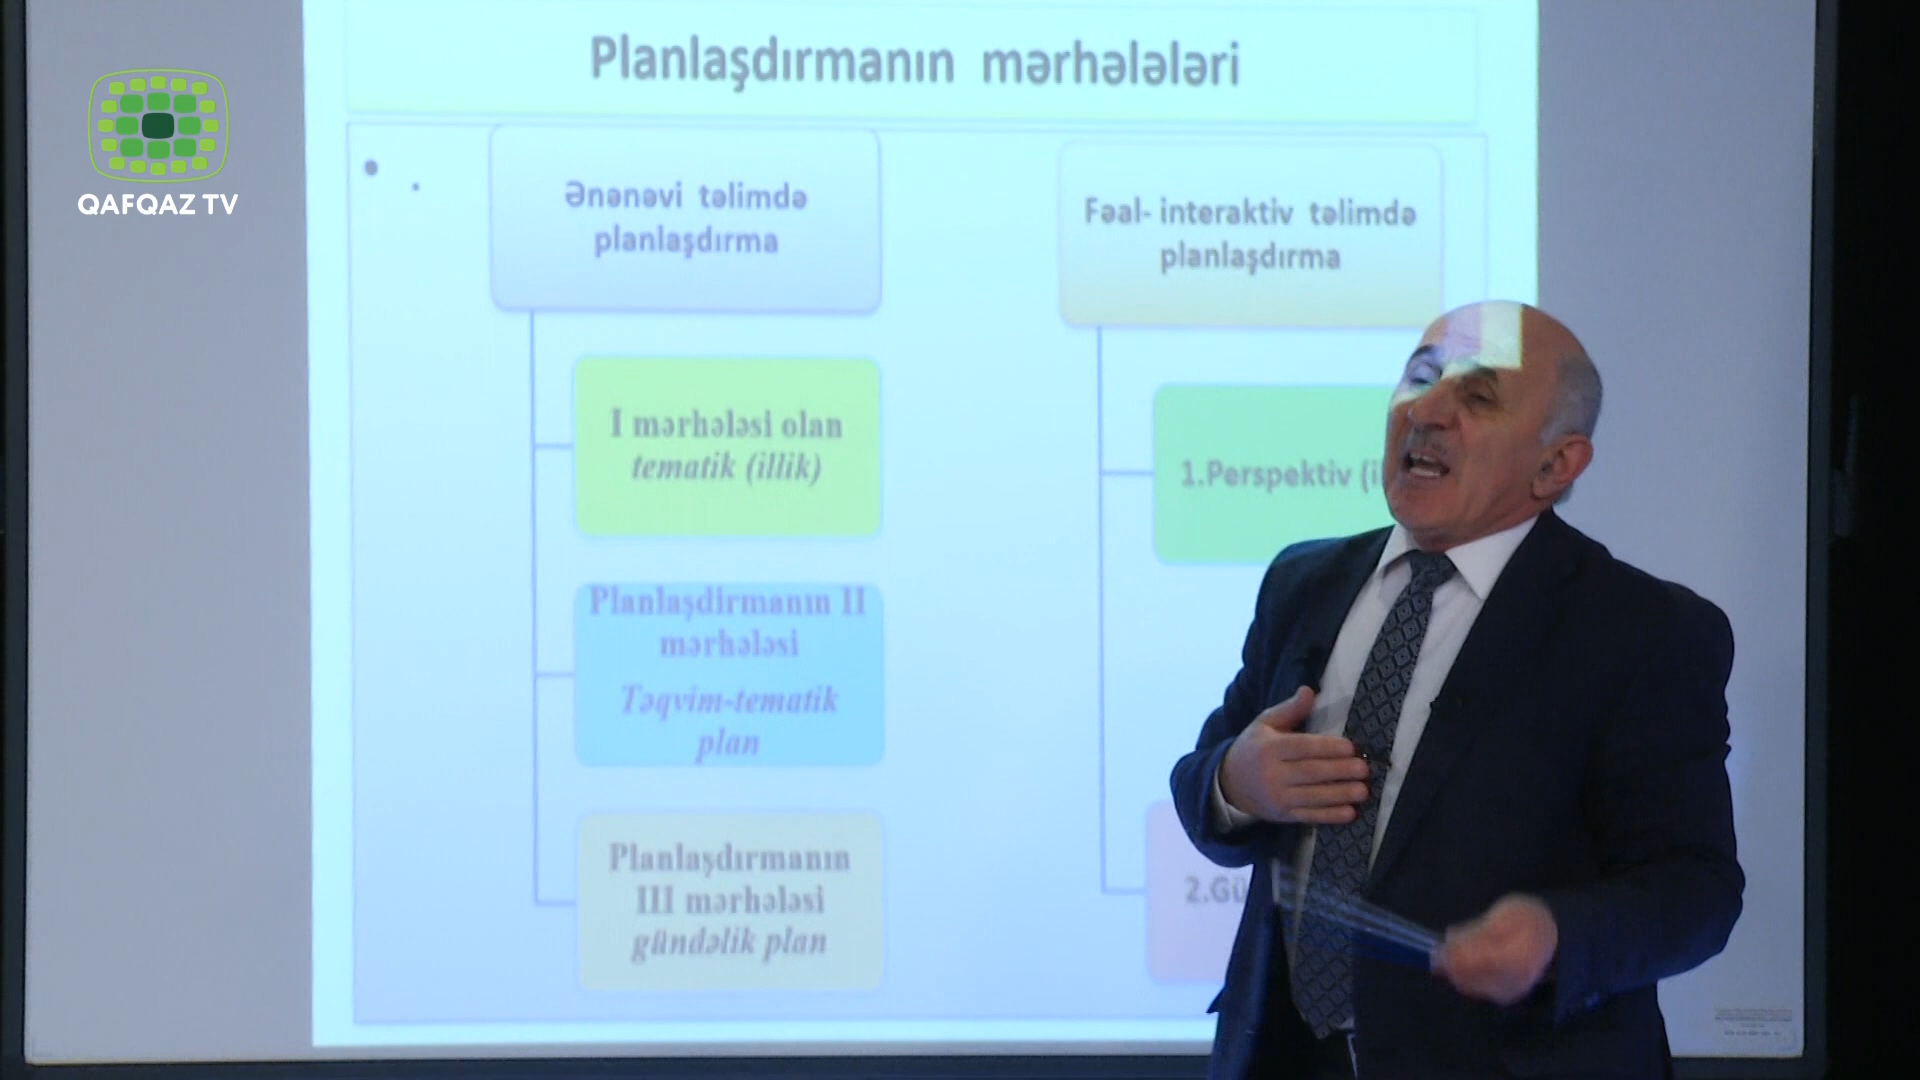 QAFQAZ TV
Planlaşdırmanın mərhələləri
Ənənəvi təlimdə
planlaşdırma
Fəal- interaktiv təlimdə
planlaşdırma
I mərhələsi olan
tematik (illik)
Planlaşdirmanın II
mərhələsi
Təqvim-tematik
plan
Planlaşdırmanın
III mərhələsi
gündəlik plan
1.Perspektiv